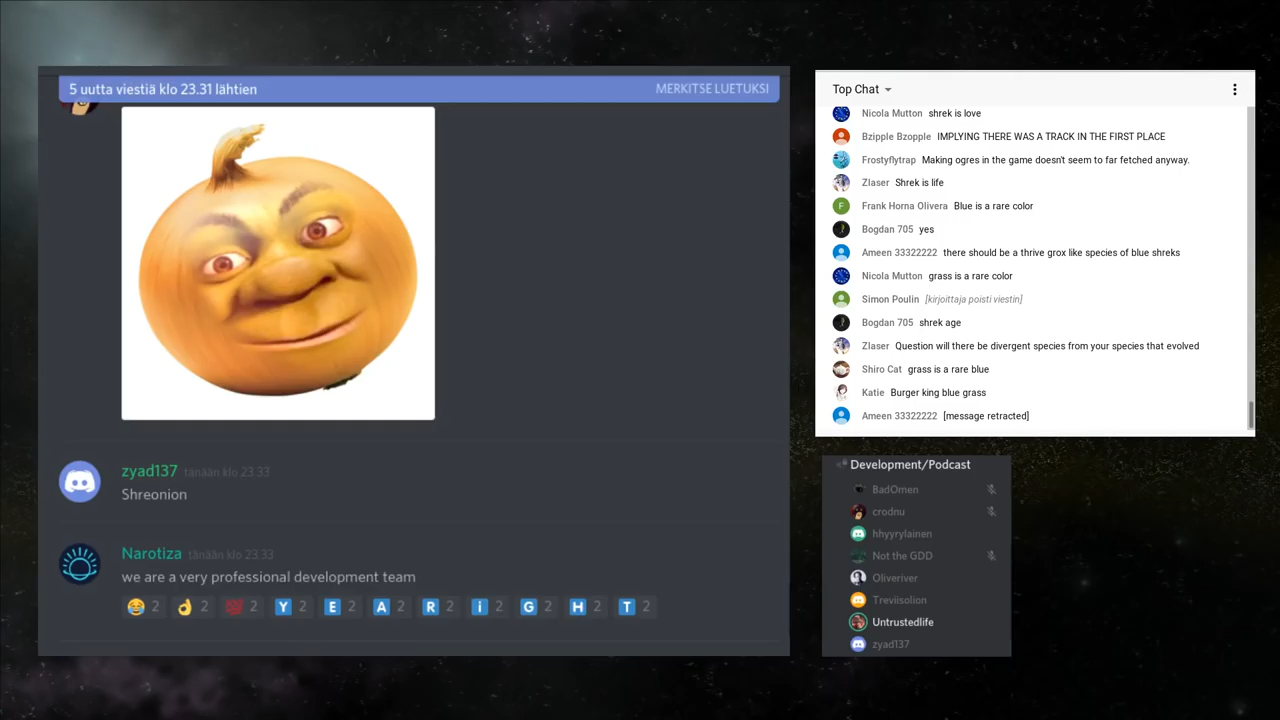 5 uutta viestiä klo 23.31 lähtien
MERKITSE LUETUKSI
zyad137 tänään klo 23.33
Shreonion
Narotiza tänään klo 23.33
we are a very professional development team
😂 2 👌 2 💯 2 Y 2 E 2 A 2 R 2 i 2 G 2 H 2 T 2
Top Chat
Nicola Mutton shrek is love
Bzipple Bzopple IMPLYING THERE WAS A TRACK IN THE FIRST PLACE
Frostyflytrap Making ogres in the game doesn't seem to far fetched anyway.
Zlaser Shrek is life
F Frank Horna Olivera Blue is a rare color
Bogdan 705 yes
Ameen 33322222 there should be a thrive grox like species of blue shreks
Nicola Mutton grass is a rare color
Simon Poulin [kirjoittaja poisti viestin]
Bogdan 705 shrek age
Zlaser Question will there be divergent species from your species that evolved
Shiro Cat grass is a rare blue
Katie Burger king blue grass
Ameen 33322222 [message retracted]
Development/Podcast
BadOmen
crodnu
hhyyrylainen
Not the GDD
Oliveriver
Treviisolion
Untrustedlife
zyad137